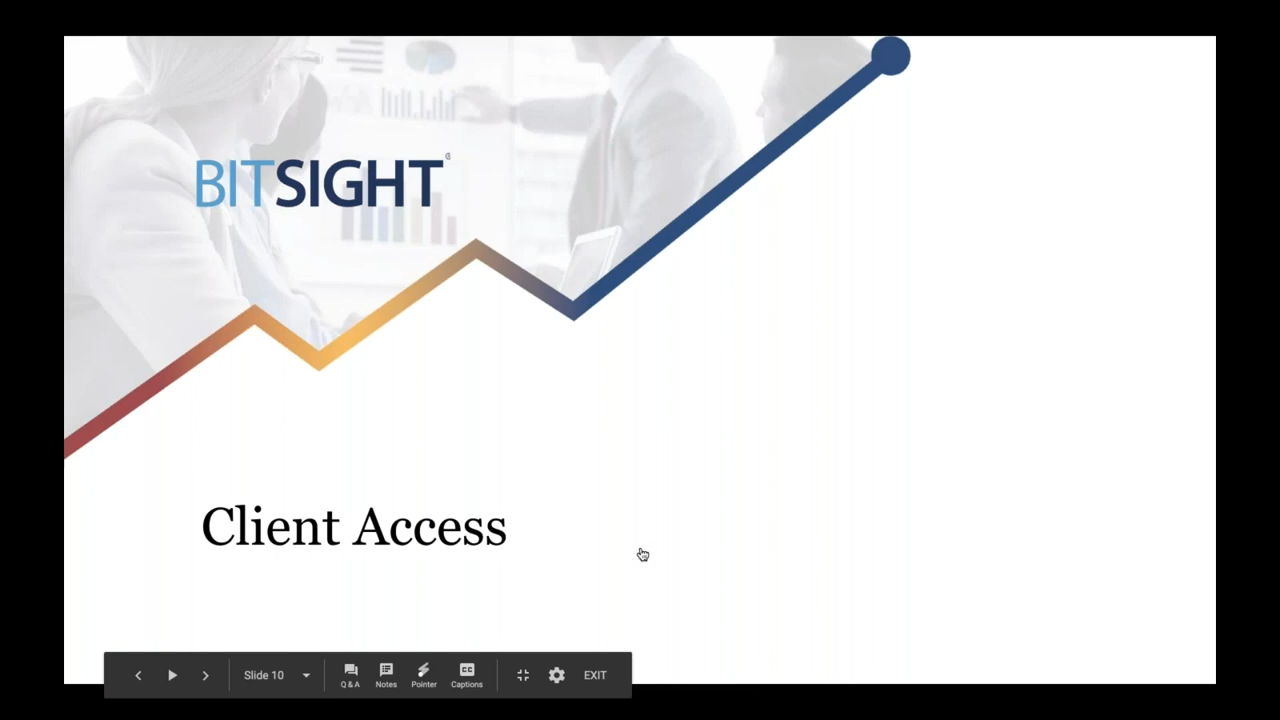 BITSIGHT
Client Access
Slide 10
Q & A
Notes
Pointer
Captions
EXIT